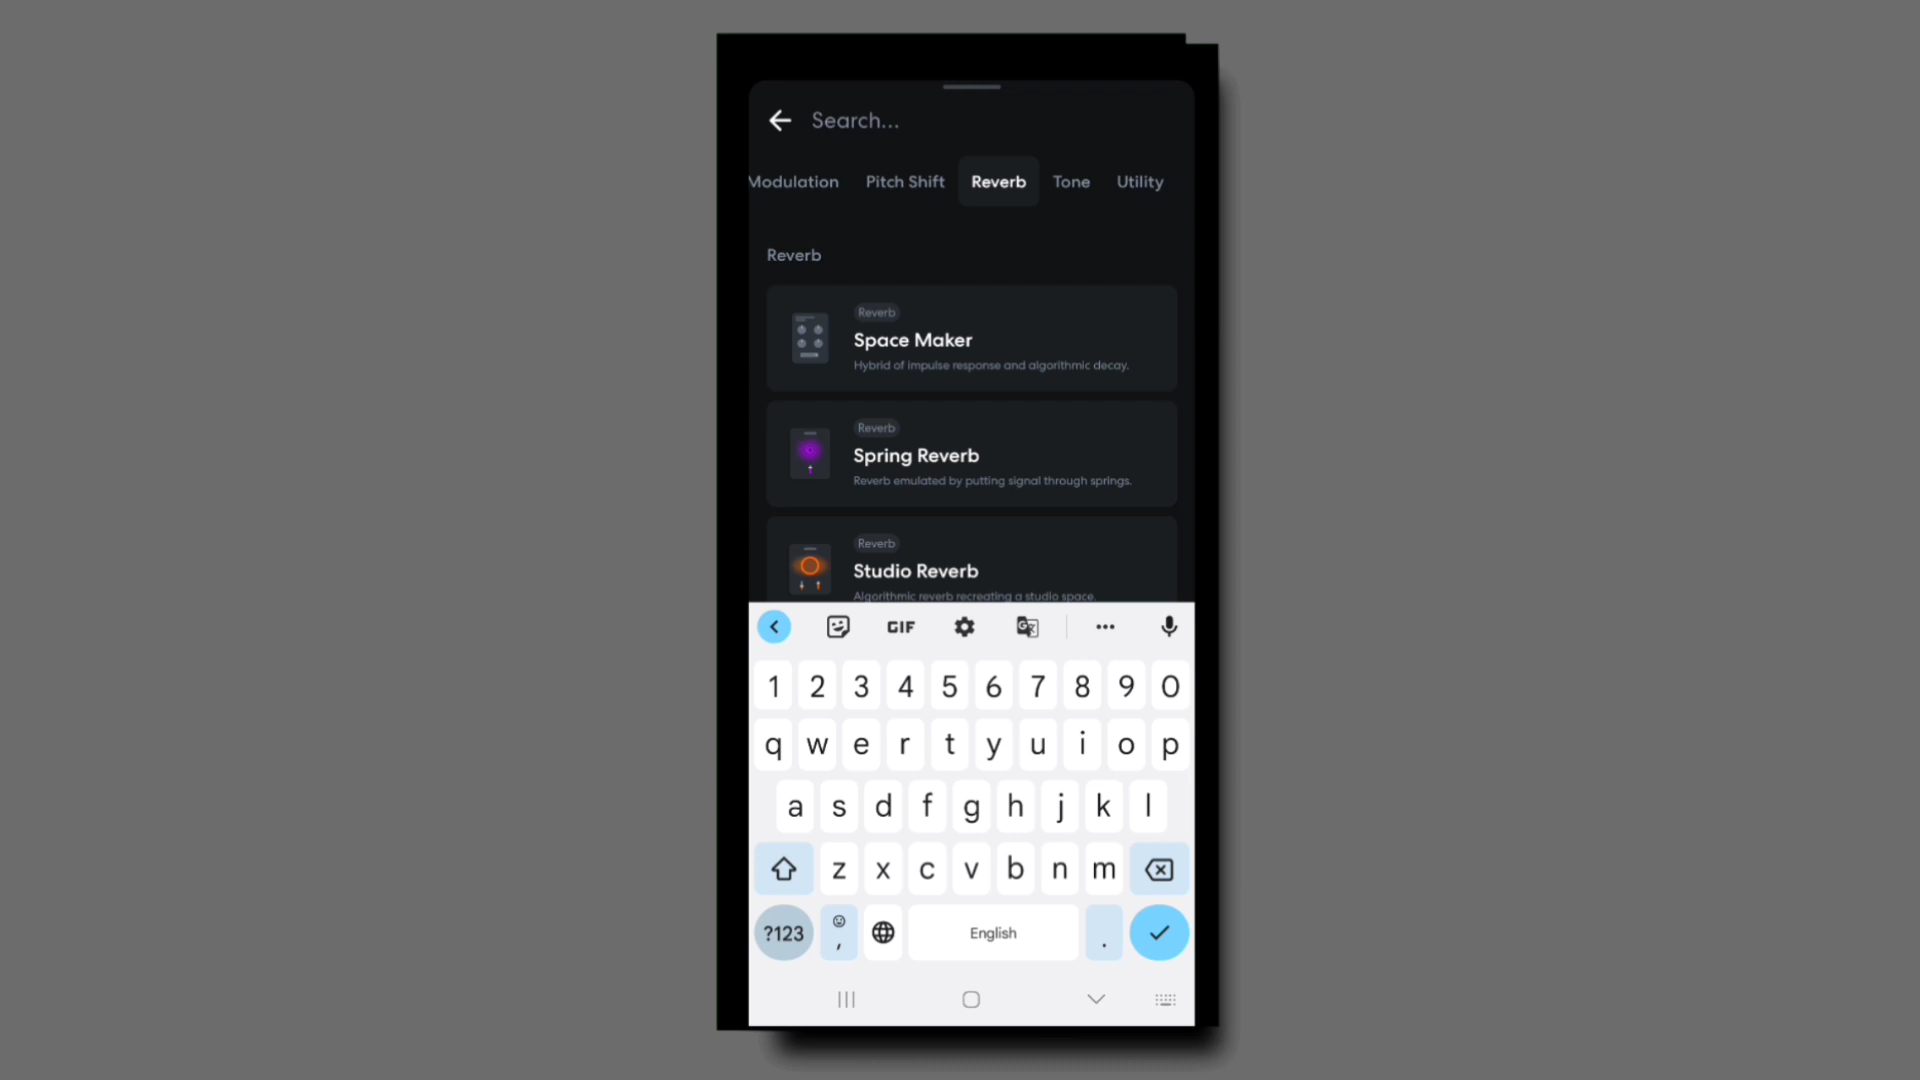 Search...
Modulation Pitch Shift Reverb Tone Utility
Reverb
Reverb
Space Maker
Hybrid of impulse response and algorithmic decay.
Reverb
Spring Reverb
Reverb emulated by putting signal through springs.
Reverb
Studio Reverb
Algorithmic reverb recreating a studio space.
GIF
1 2 3 4 5 6 7 8 9 0
q w e r t y u i o p
a s d f g h j k l
z x c v b n m
?123 , English .